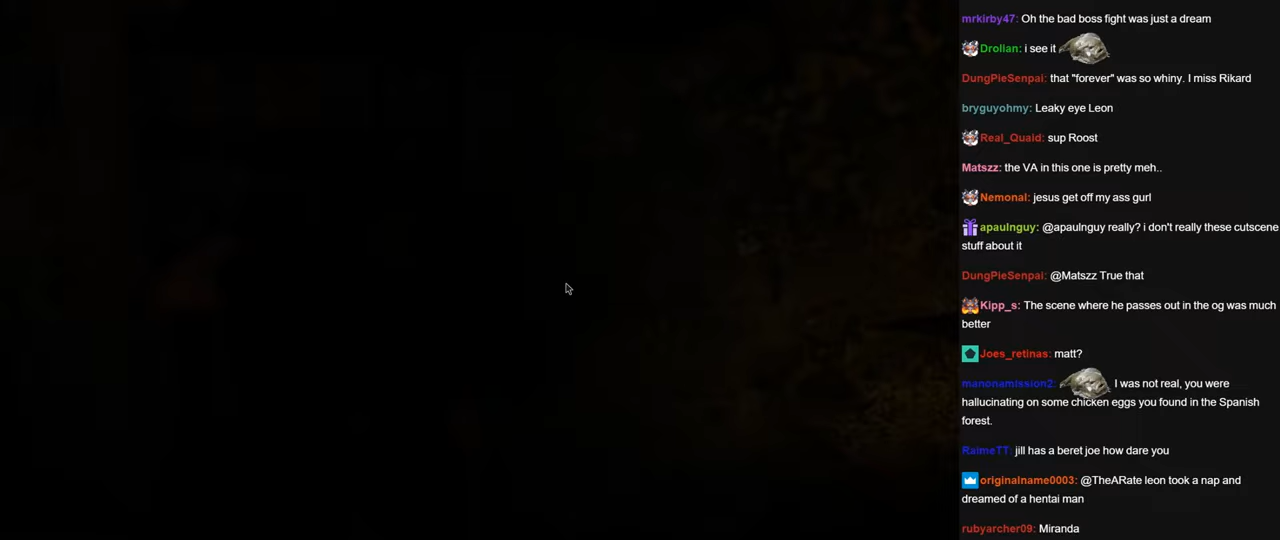 mrkirby47: Oh the bad boss fight was just a dream
Drolian: i see it
DungPieSenpai: that "forever" was so whiny. I miss Rikard
bryguyohmy: Leaky eye Leon
Real_Quaid: sup Roost
Matszz: the VA in this one is pretty meh..
Nemonal: jesus get off my ass gurl
apaulnguy: @apaulnguy really? i don't really these cutscene
stuff about it
DungPieSenpai: @Matszz True that
Kipp_s: The scene where he passes out in the og was much
better
Joes_retinas: matt?
manonamission2: I was not real, you were
hallucinating on some chicken eggs you found in the Spanish
forest.
RaimeTT: jill has a beret joe how dare you
originalname0003: @TheARate leon took a nap and
dreamed of a hentai man
rubyarcher09: Miranda